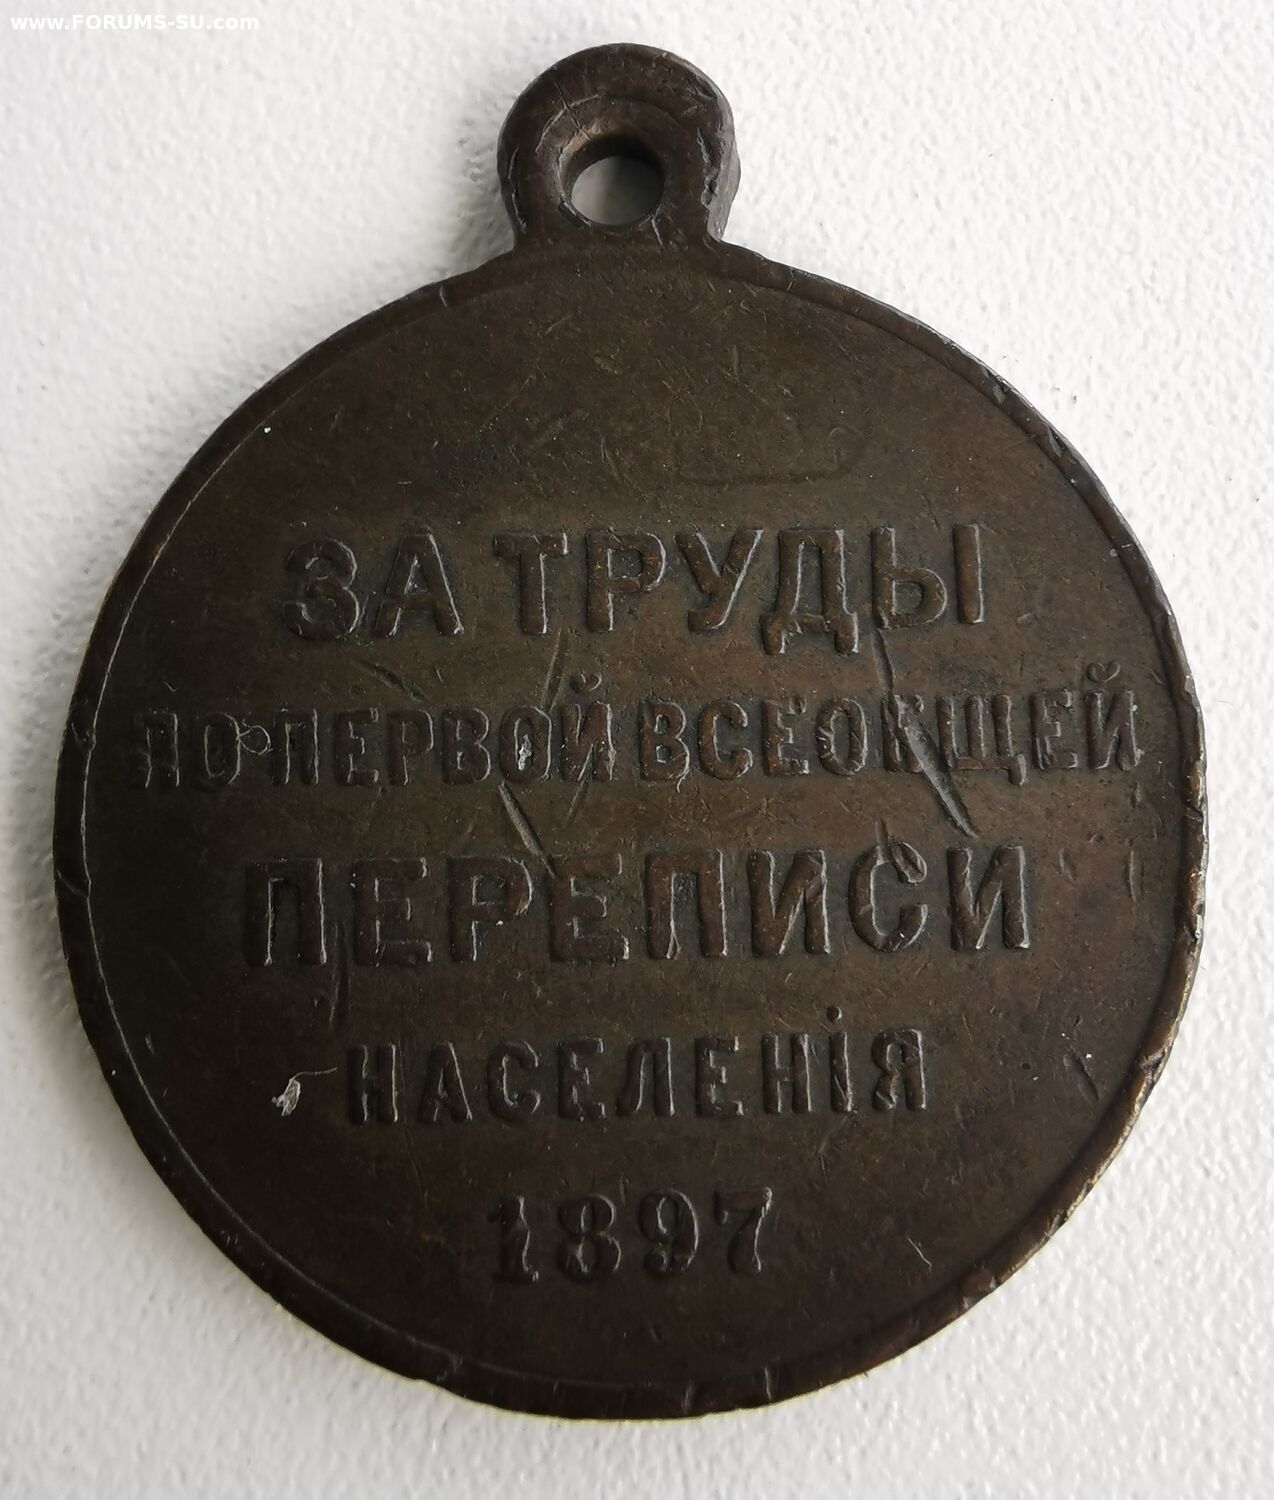 www.FORUMS-SU.com
ЗА ТРУДЫ
ПО ПЕРВОЙ ВСЕОБЩЕЙ
ПЕРЕПИСИ
НАСЕЛЕНІЯ
1897